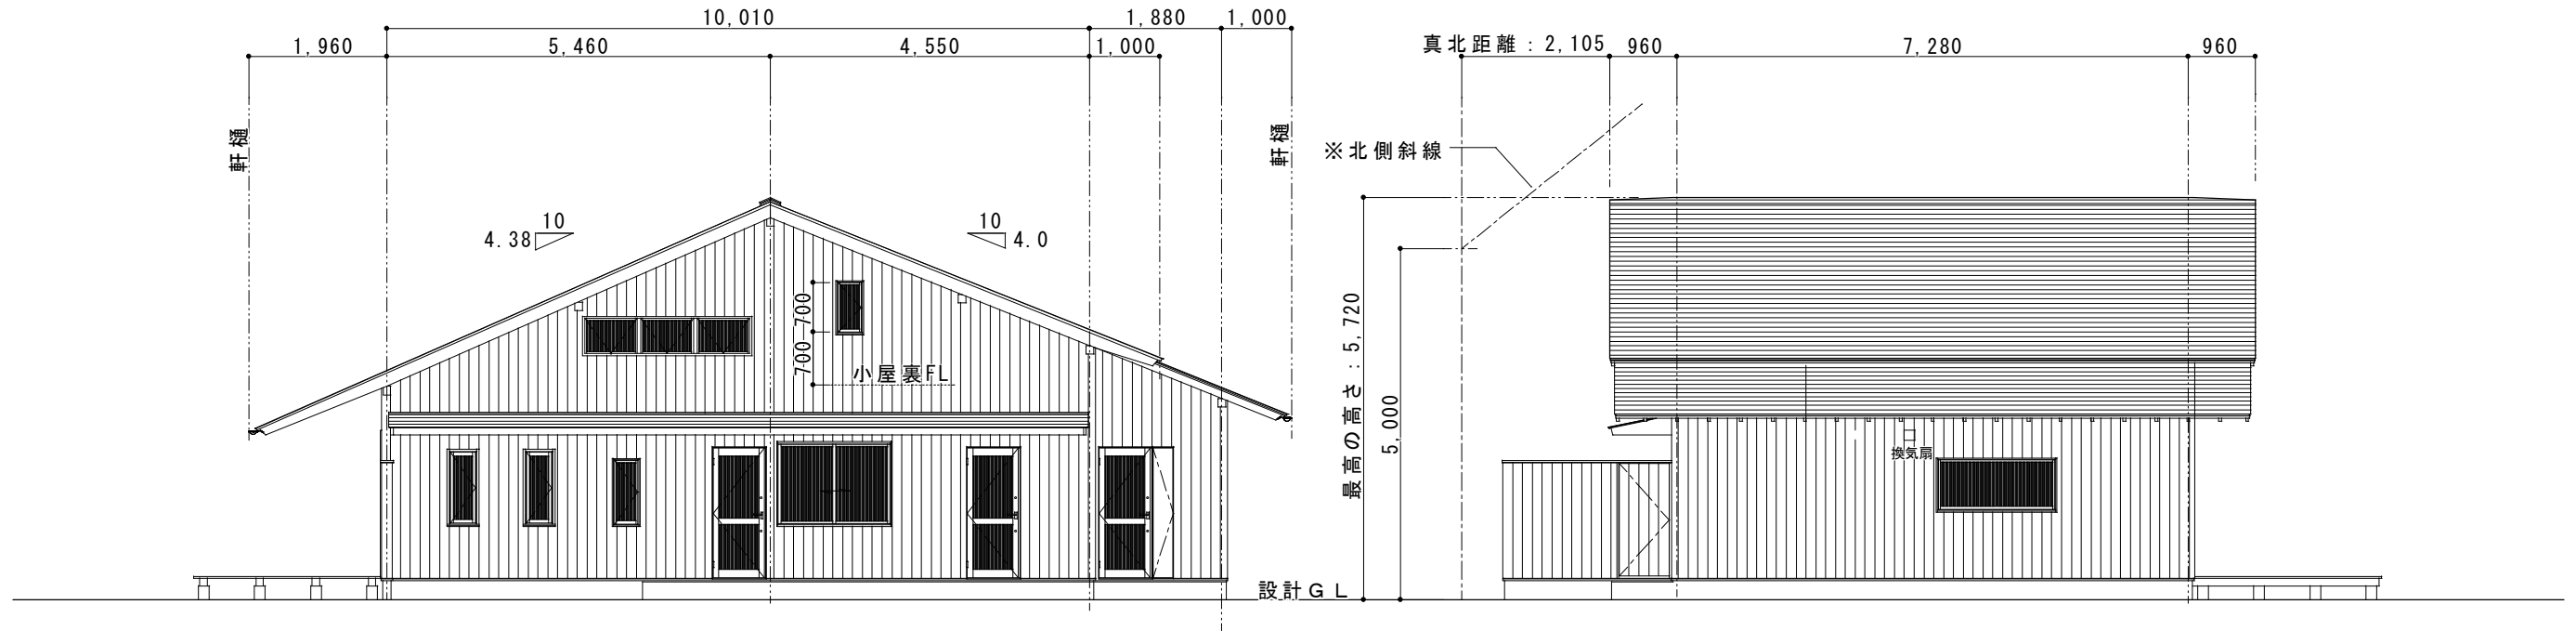 10,010
1,880
1,000
1,960
5,460
4,550
1,000
真北距離：2,105
960
7,280
960
軒樋
軒樋
※北側斜線
10
4.38
10
4.0
700
700
小屋裏FL
最高の高さ：5,720
5,000
換気扇
設計ＧＬ